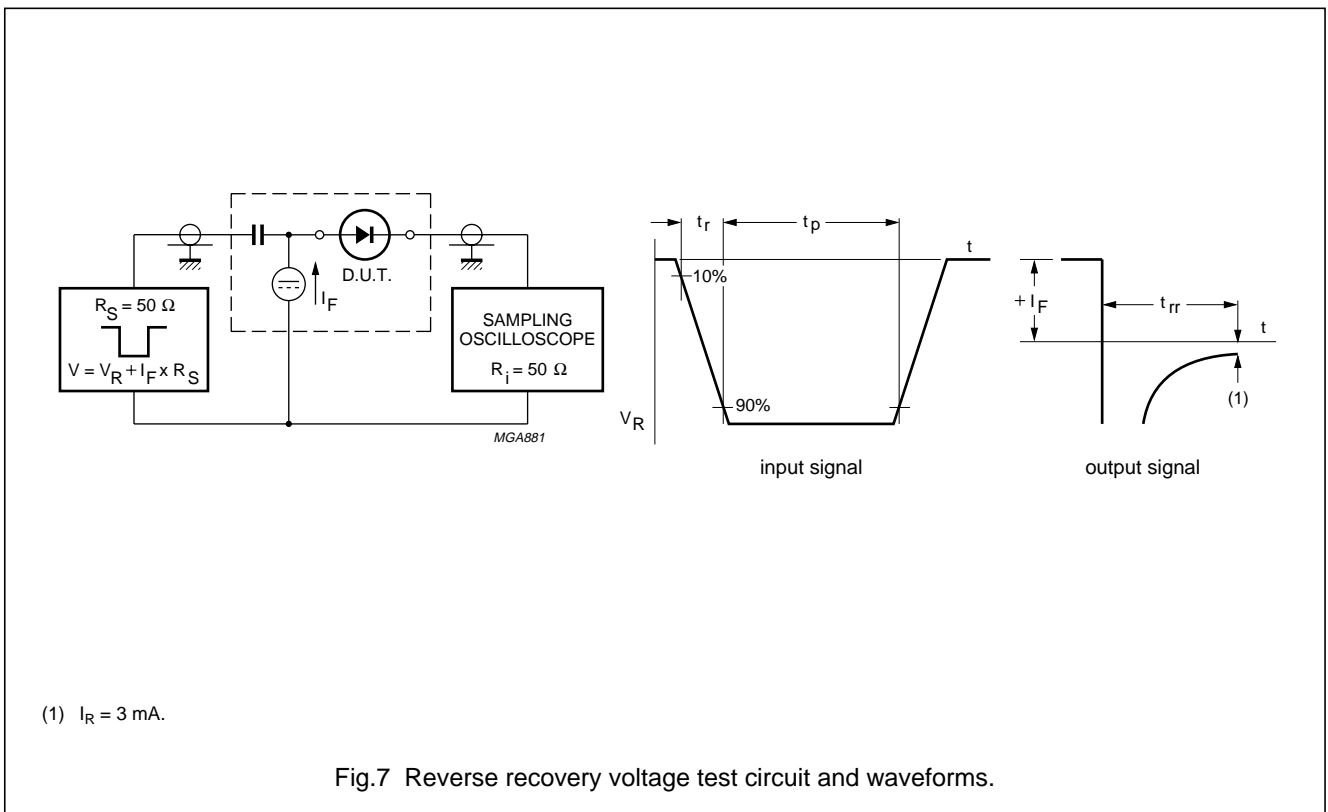 D.U.T.
I_F
R_S = 50 Ω
V = V_R + I_F x R_S
SAMPLING
OSCILLOSCOPE
R_i = 50 Ω
MGA881
t_r
t_p
t
10%
90%
V_R
input signal
+ I_F
t_rr
t
(1)
output signal
(1) I_R = 3 mA.
Fig.7 Reverse recovery voltage test circuit and waveforms.